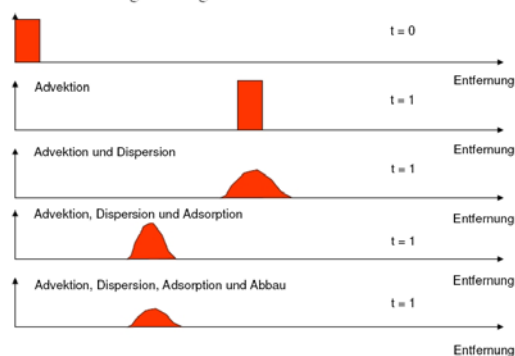 t = 0
Entfernung
Advektion
t = 1
Entfernung
Advektion und Dispersion
t = 1
Entfernung
Advektion, Dispersion und Adsorption
t = 1
Entfernung
Advektion, Dispersion, Adsorption und Abbau
t = 1
Entfernung